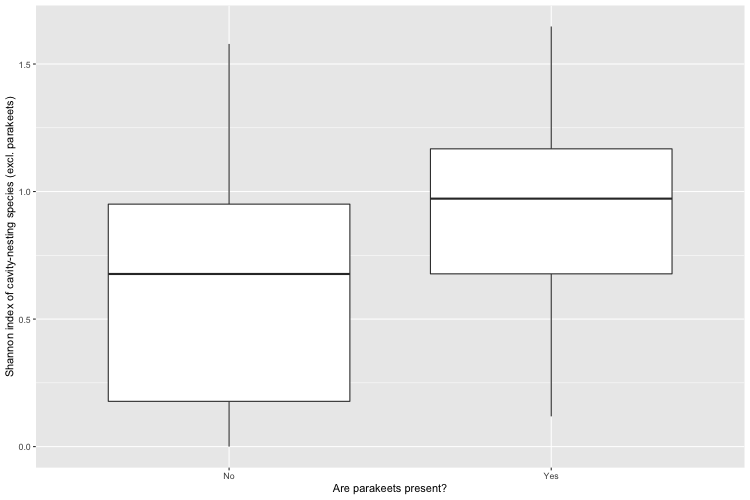 Shannon index of cavity-nesting species (excl. parakeets)
1.5
1.0
0.5
0.0
No
Yes
Are parakeets present?